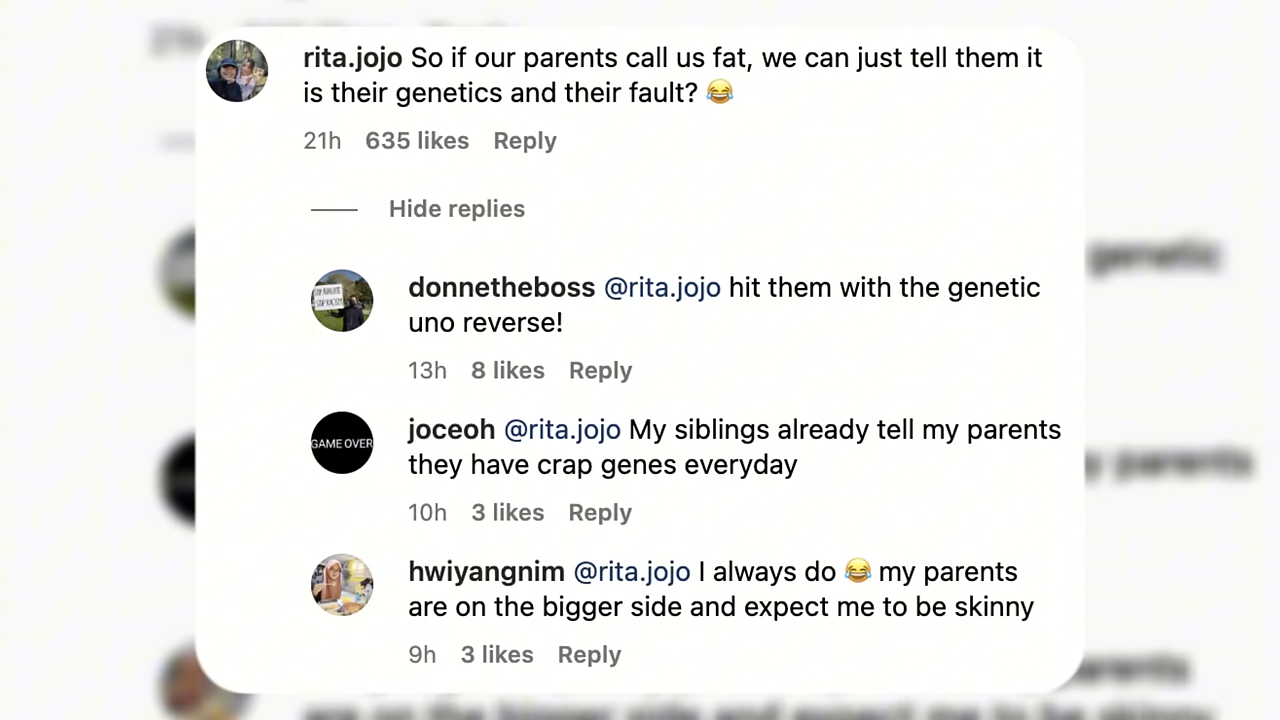 rita.jojo So if our parents call us fat, we can just tell them it
is their genetics and their fault? 😂
21h 635 likes Reply
Hide replies
donnetheboss @rita.jojo hit them with the genetic
uno reverse!
13h 8 likes Reply
GAME OVER
joceoh @rita.jojo My siblings already tell my parents
they have crap genes everyday
10h 3 likes Reply
hwiyangnim @rita.jojo I always do 😂 my parents
are on the bigger side and expect me to be skinny
9h 3 likes Reply